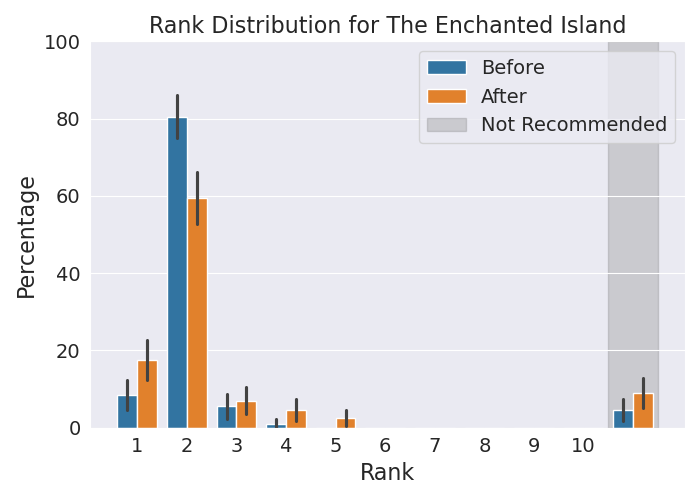 Rank Distribution for The Enchanted Island
100
80
60
40
20
0
Percentage
Before
After
Not Recommended
1 2 3 4 5 6 7 8 9 10
Rank